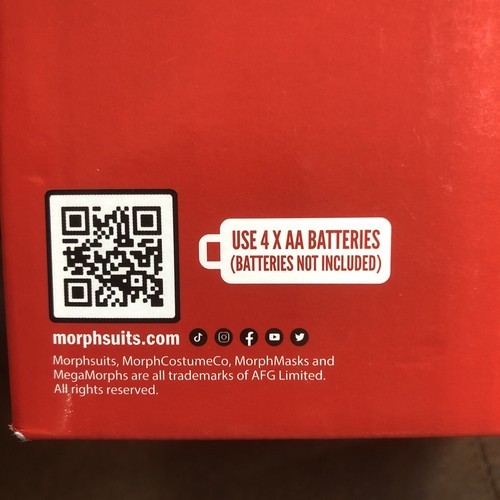 USE 4 X AA BATTERIES
(BATTERIES NOT INCLUDED)
morphsuits.com
Morphsuits, MorphCostumeCo, MorphMasks and
MegaMorphs are all trademarks of AFG Limited.
All rights reserved.